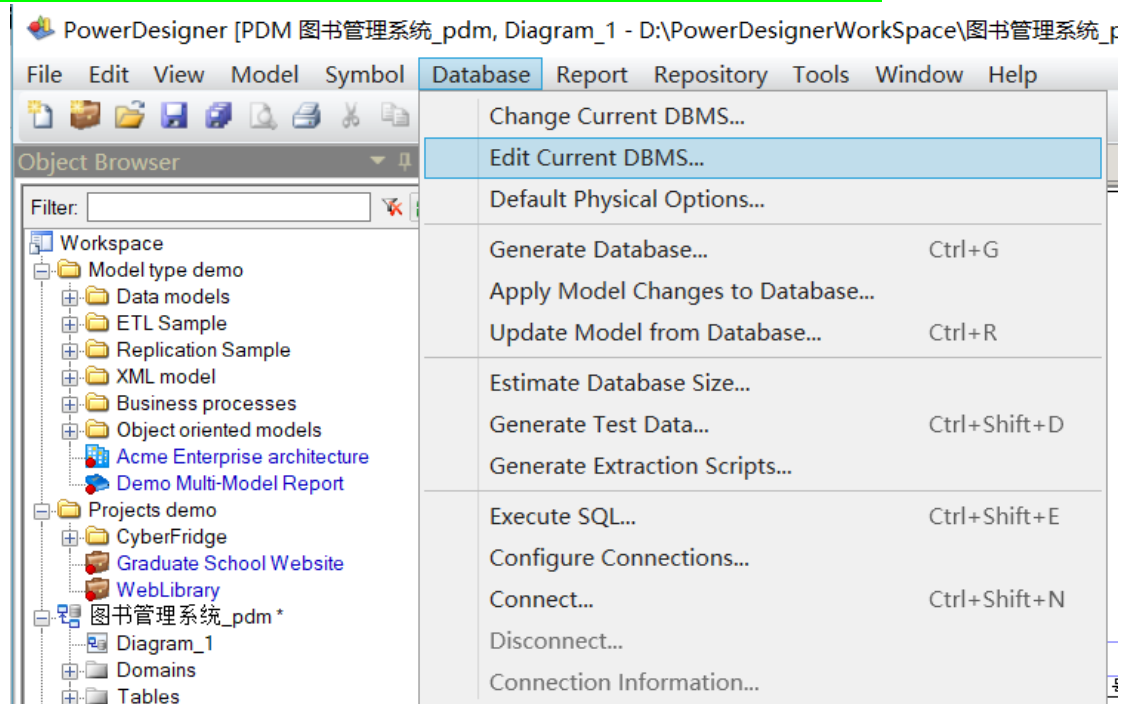 PowerDesigner [PDM 图书管理系统_pdm, Diagram_1 - D:\PowerDesignerWorkSpace\图书管理系统_p
File Edit View Model Symbol Database Report Repository Tools Window Help
Change Current DBMS...
Object Browser
Edit Current DBMS...
Filter:
Default Physical Options...
Workspace
Generate Database... Ctrl+G
Model type demo
Data models
Apply Model Changes to Database...
ETL Sample
Update Model from Database... Ctrl+R
Replication Sample
XML model
Estimate Database Size...
Business processes
Generate Test Data... Ctrl+Shift+D
Object oriented models
Acme Enterprise architecture
Generate Extraction Scripts...
Demo Multi-Model Report
Projects demo
Execute SQL... Ctrl+Shift+E
CyberFridge
Graduate School Website
Configure Connections...
WebLibrary
Connect... Ctrl+Shift+N
图书管理系统_pdm *
Diagram_1
Disconnect...
Domains
Connection Information...
Tables